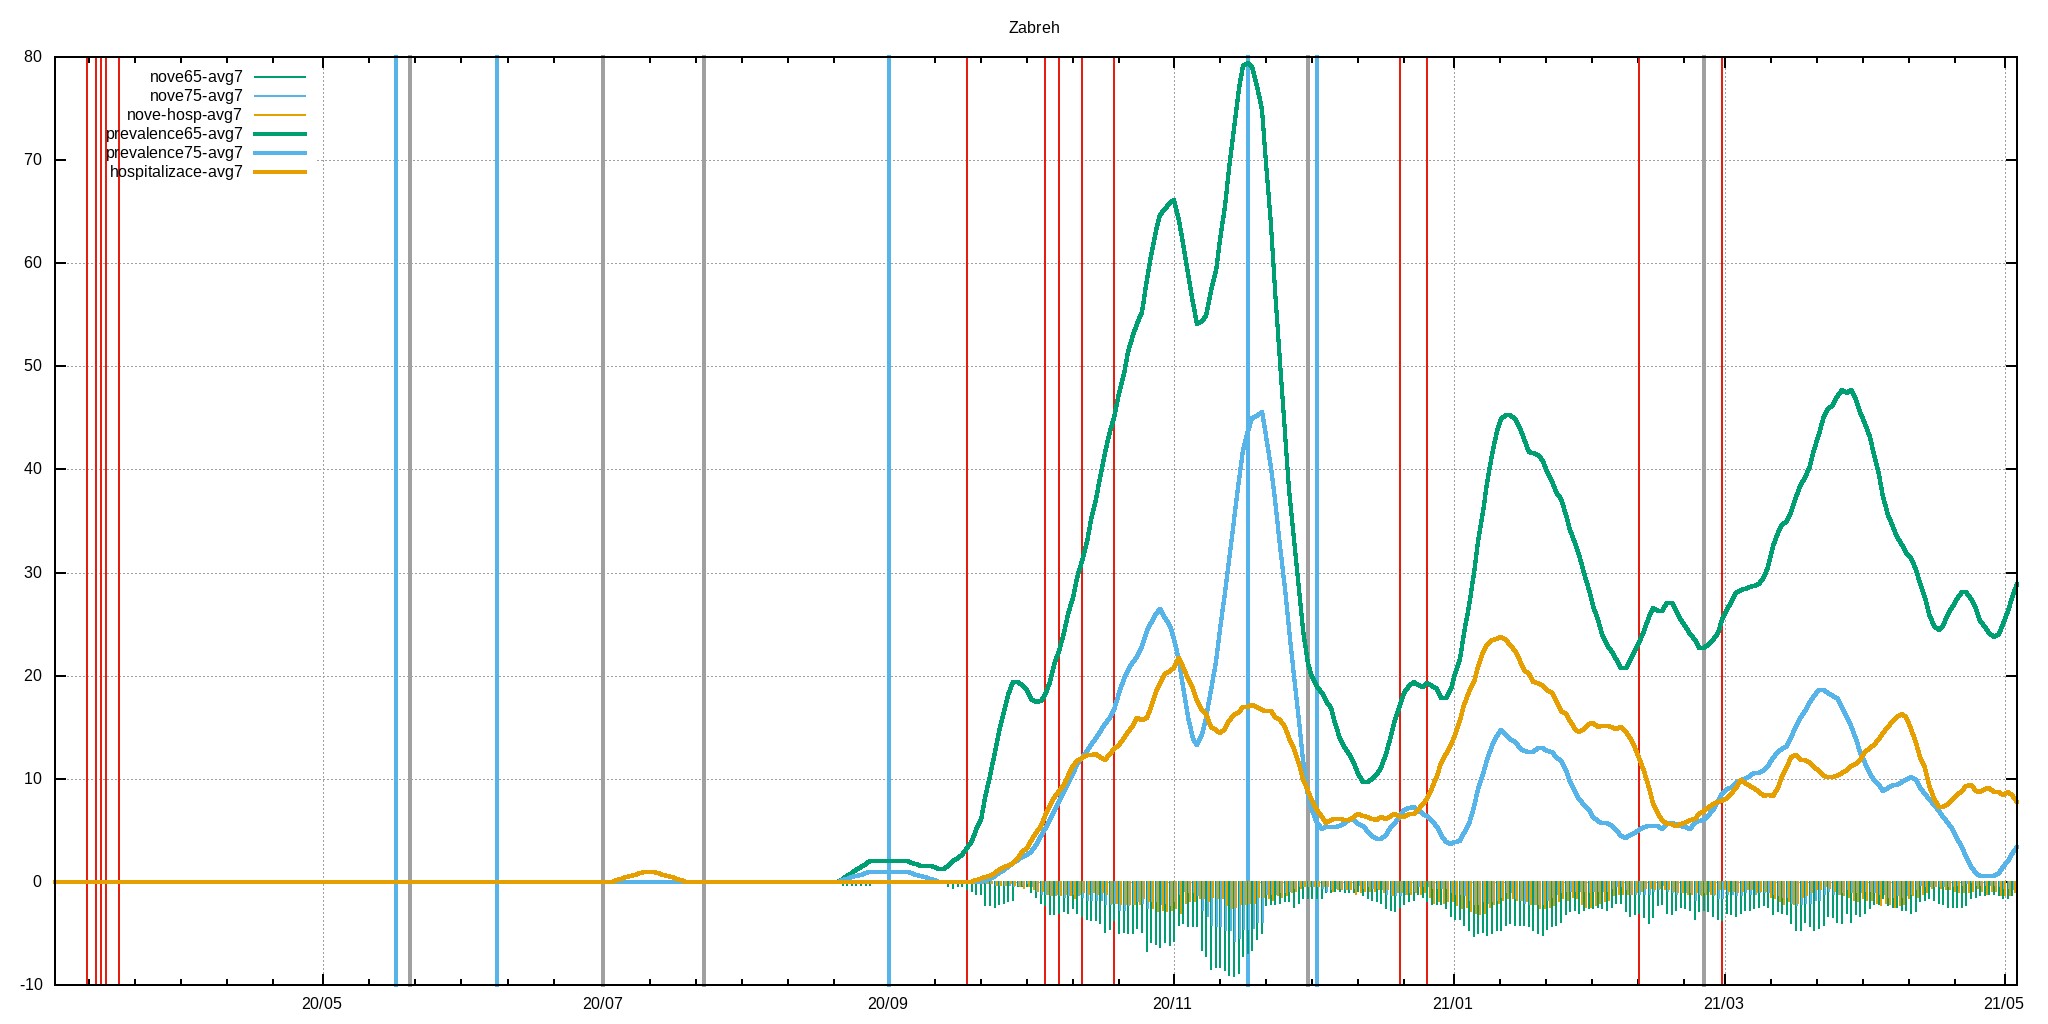 Zabreh
80
nove65-avg7
nove75-avg7
nove-hosp-avg7
prevalence65-avg7
prevalence75-avg7
hospitalizace-avg7
70
60
50
40
30
20
10
0
-10
20/05 20/07 20/09 20/11 21/01 21/03 21/05